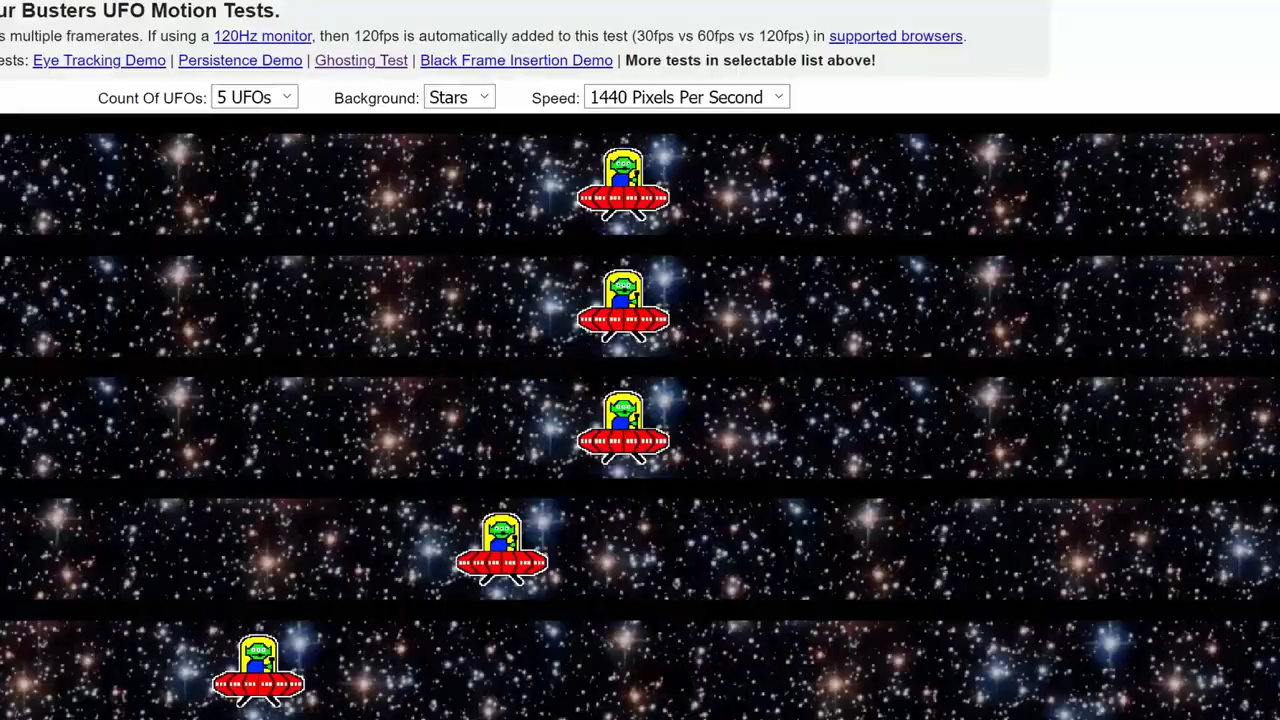 ur Busters UFO Motion Tests.
s multiple framerates. If using a 120Hz monitor, then 120fps is automatically added to this test (30fps vs 60fps vs 120fps) in supported browsers.
ests: Eye Tracking Demo | Persistence Demo | Ghosting Test | Black Frame Insertion Demo | More tests in selectable list above!
Count Of UFOs: 5 UFOs Background: Stars Speed: 1440 Pixels Per Second